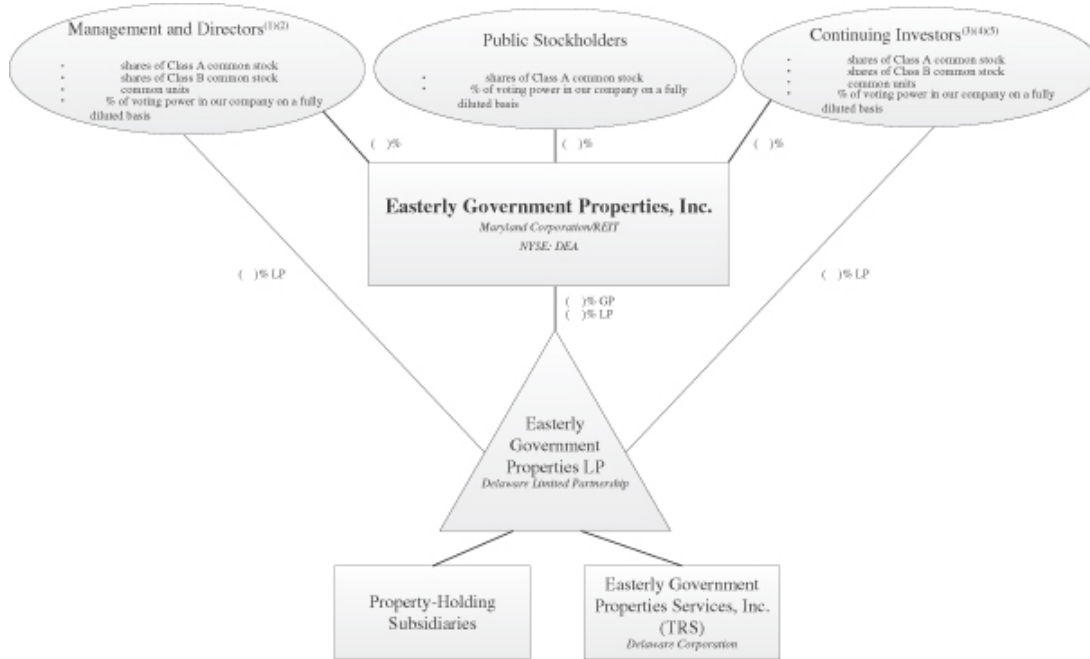 Management and Directors(1)(2)
• shares of Class A common stock
• shares of Class B common stock
• common units
• % of voting power in our company on a fully
diluted basis
Public Stockholders
• shares of Class A common stock
• % of voting power in our company on a fully
diluted basis
Continuing Investors(3)(4)(5)
• shares of Class A common stock
• shares of Class B common stock
• common units
• % of voting power in our company on a fully
diluted basis
( )%
( )%
( )%
Easterly Government Properties, Inc.
Maryland Corporation/REIT
NYSE: DEA
( )% LP
( )% LP
( )% GP
( )% LP
Easterly
Government
Properties LP
Delaware Limited Partnership
Property-Holding
Subsidiaries
Easterly Government
Properties Services, Inc.
(TRS)
Delaware Corporation